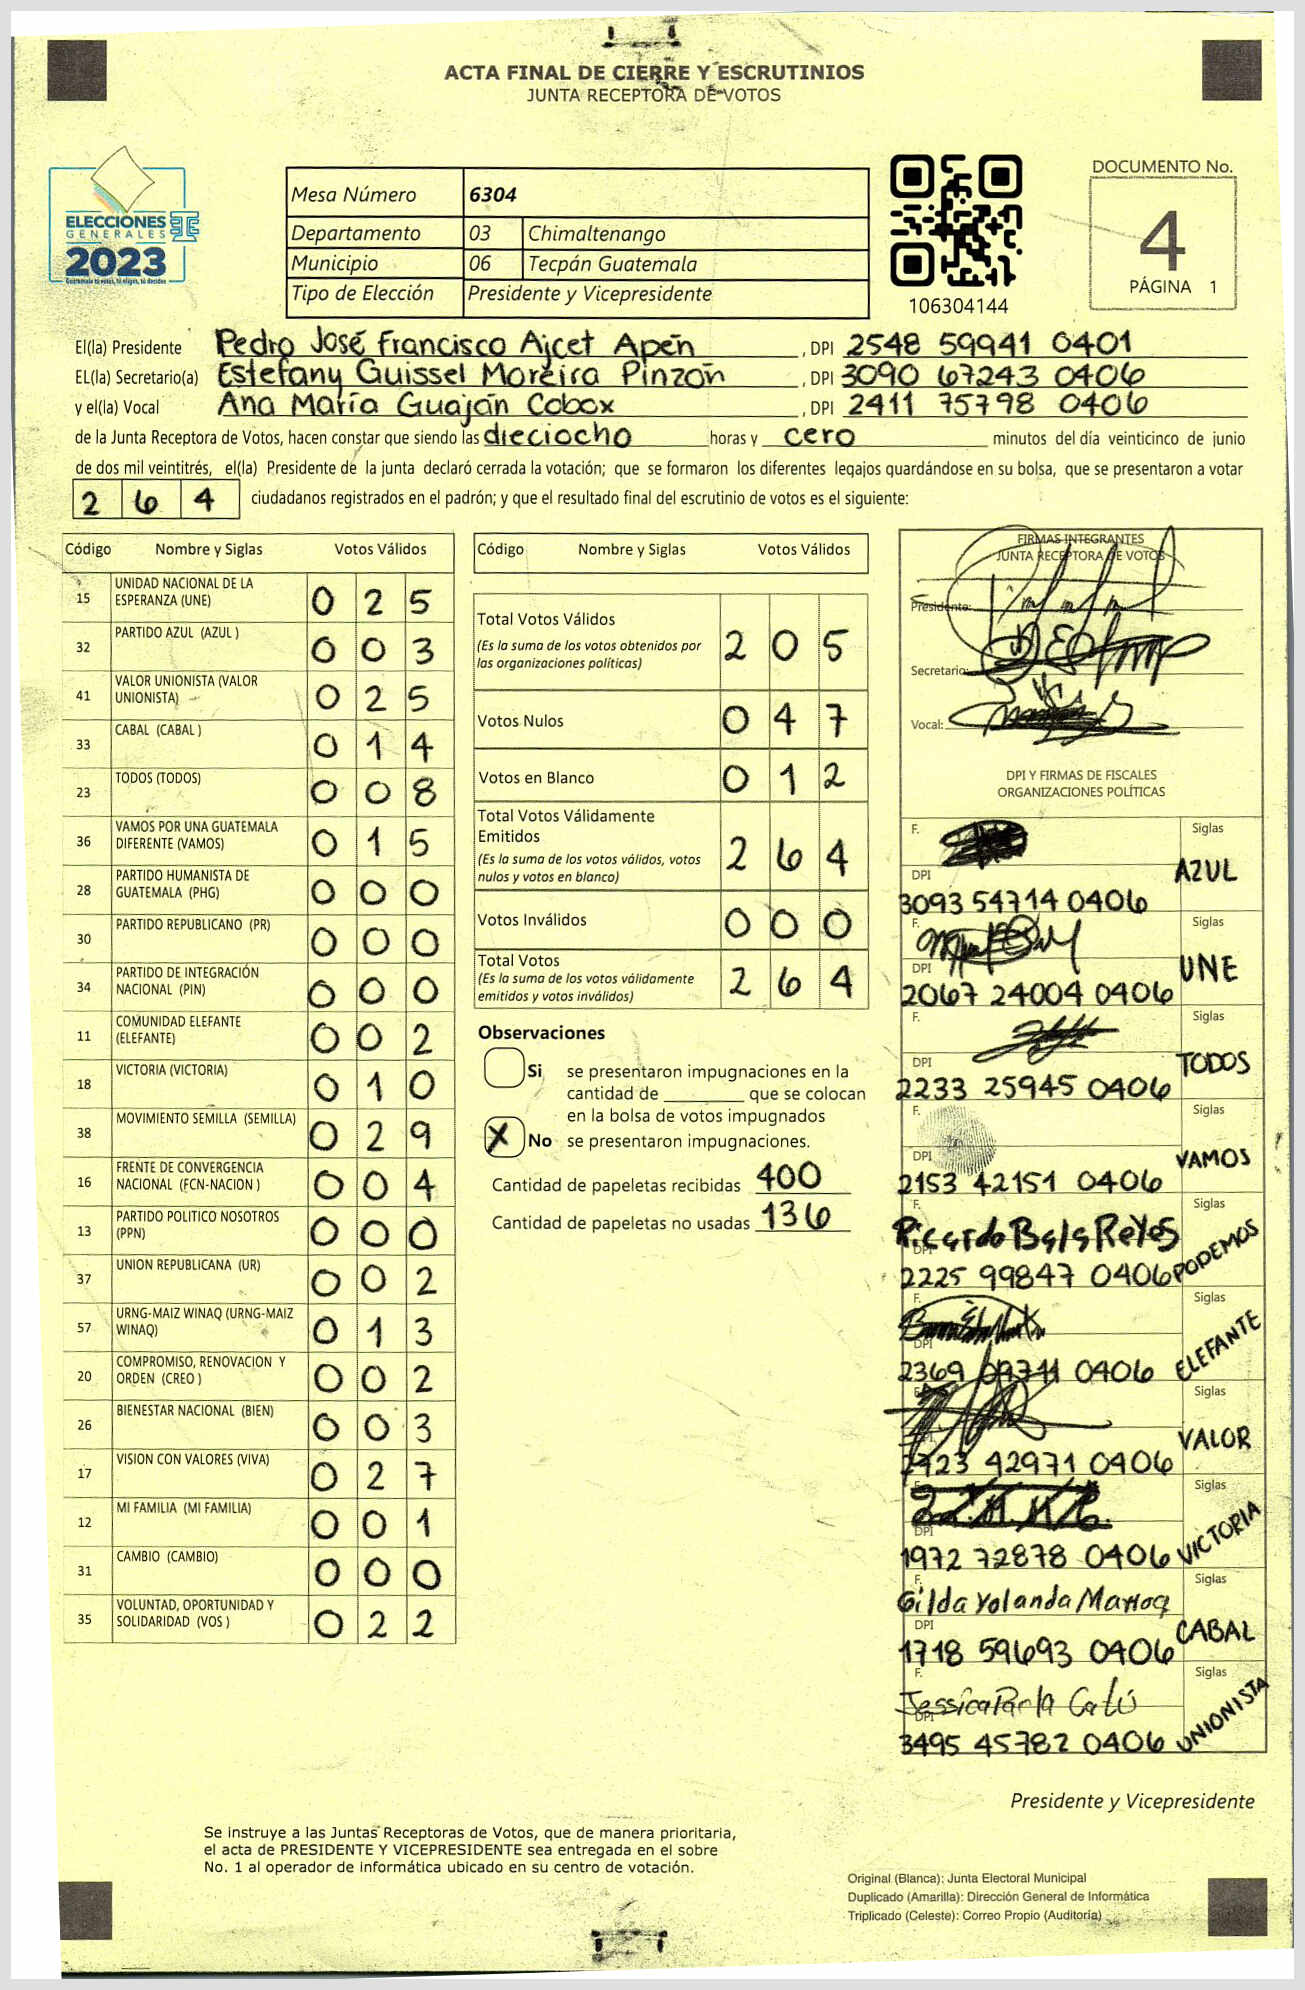 ACTA FINAL DE CIERRE Y ESCRUTINIOS
JUNTA RECEPTORA DE VOTOS
ELECCIONES
GENERALES
2023
Guatemala tú votas, tú eliges, tú decides
Mesa Número 6304
Departamento 03 Chimaltenango
Municipio 06 Tecpán Guatemala
Tipo de Elección Presidente y Vicepresidente
106304144
DOCUMENTO No.
4
PÁGINA 1
El(la) Presidente Pedro José Francisco Ajcet Apén , DPI 2548 59941 0401
EL(la) Secretario(a) Estefany Guissel Moreira Pinzón , DPI 3090 67243 0406
y el(la) Vocal Ana María Guaján Cobox , DPI 2411 75798 0406
de la Junta Receptora de Votos, hacen constar que siendo las dieciocho horas y cero minutos del día veinticinco de junio
de dos mil veintitrés, el(la) Presidente de la junta declaró cerrada la votación; que se formaron los diferentes legajos quardándose en su bolsa, que se presentaron a votar
2 6 4 ciudadanos registrados en el padrón; y que el resultado final del escrutinio de votos es el siguiente:
Código Nombre y Siglas Votos Válidos
15 UNIDAD NACIONAL DE LA ESPERANZA (UNE) 0 2 5
32 PARTIDO AZUL (AZUL ) 0 0 3
41 VALOR UNIONISTA (VALOR UNIONISTA) 0 2 5
33 CABAL (CABAL ) 0 1 4
23 TODOS (TODOS) 0 0 8
36 VAMOS POR UNA GUATEMALA DIFERENTE (VAMOS) 0 1 5
28 PARTIDO HUMANISTA DE GUATEMALA (PHG) 0 0 0
30 PARTIDO REPUBLICANO (PR) 0 0 0
34 PARTIDO DE INTEGRACIÓN NACIONAL (PIN) 0 0 0
11 COMUNIDAD ELEFANTE (ELEFANTE) 0 0 2
18 VICTORIA (VICTORIA) 0 1 0
38 MOVIMIENTO SEMILLA (SEMILLA) 0 2 9
16 FRENTE DE CONVERGENCIA NACIONAL (FCN-NACION ) 0 0 4
13 PARTIDO POLITICO NOSOTROS (PPN) 0 0 0
37 UNION REPUBLICANA (UR) 0 0 2
57 URNG-MAIZ WINAQ (URNG-MAIZ WINAQ) 0 1 3
20 COMPROMISO, RENOVACION Y ORDEN (CREO ) 0 0 2
26 BIENESTAR NACIONAL (BIEN) 0 0 3
17 VISION CON VALORES (VIVA) 0 2 7
12 MI FAMILIA (MI FAMILIA) 0 0 1
31 CAMBIO (CAMBIO) 0 0 0
35 VOLUNTAD, OPORTUNIDAD Y SOLIDARIDAD (VOS ) 0 2 2
Código Nombre y Siglas Votos Válidos
Total Votos Válidos 2 0 5
(Es la suma de los votos obtenidos por
las organizaciones políticas)
Votos Nulos 0 4 7
Votos en Blanco 0 1 2
Total Votos Válidamente
Emitidos 2 6 4
(Es la suma de los votos válidos, votos
nulos y votos en blanco)
Votos Inválidos 0 0 0
Total Votos 2 6 4
(Es la suma de los votos válidamente
emitidos y votos inválidos)
Observaciones
Si se presentaron impugnaciones en la
cantidad de ________ que se colocan
en la bolsa de votos impugnados
X No se presentaron impugnaciones.
Cantidad de papeletas recibidas 400
Cantidad de papeletas no usadas 136
FIRMAS INTEGRANTES
JUNTA RECEPTORA DE VOTOS
Presidente:
Secretario:
Vocal:
DPI Y FIRMAS DE FISCALES
ORGANIZACIONES POLÍTICAS
F. Siglas
DPI AZUL
3093 54714 0406
F. Siglas
DPI UNE
2067 24004 0406
F. Siglas
DPI TODOS
2233 25945 0406
F. Siglas
DPI VAMOS
2153 42151 0406
F. Siglas
Ricardo Bala Reyes
DPI PODEMOS
2225 99847 0406
F. Siglas
DPI ELEFANTE
2369 09711 0406
Siglas
DPI VALOR
2423 42971 0406
F. Siglas
DPI VICTORIA
1972 72878 0406
F. Siglas
Gilda Yolanda Marroq
DPI CABAL
1718 59693 0406
F. Siglas
Jessica Paola Catú
DPI UNIONISTA
3495 45782 0406
Presidente y Vicepresidente
Se instruye a las Juntas Receptoras de Votos, que de manera prioritaria,
el acta de PRESIDENTE Y VICEPRESIDENTE sea entregada en el sobre
No. 1 al operador de informática ubicado en su centro de votación.
Original (Blanca): Junta Electoral Municipal
Duplicado (Amarilla): Dirección General de Informática
Triplicado (Celeste): Correo Propio (Auditoría)